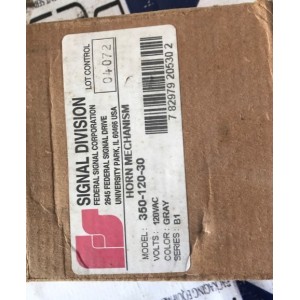 SIGNAL DIVISION
FEDERAL SIGNAL CORPORATION
2645 FEDERAL SIGNAL DRIVE
UNIVERSITY PARK, IL 60466 USA
LOT CONTROL
04072
HORN MECHANISM
MODEL: 350-120-30
VOLTS: 120VAC
COLOR: GRAY
SERIES: B1
7 82979 20530 2